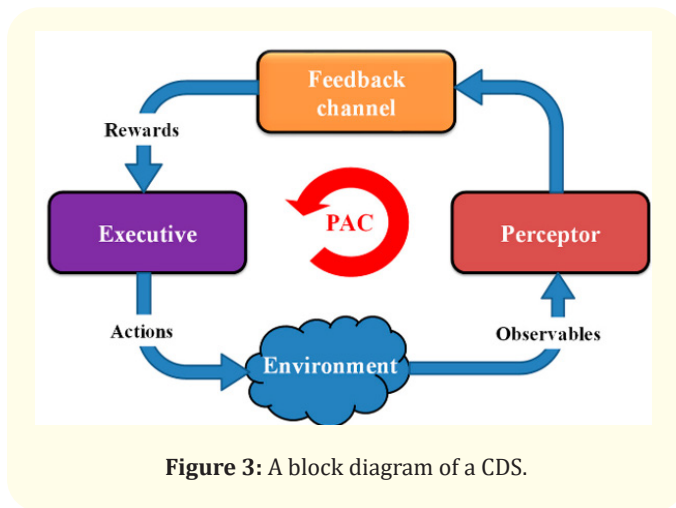 Feedback
channel
Rewards
Executive
PAC
Perceptor
Actions
Observables
Environment
Figure 3: A block diagram of a CDS.